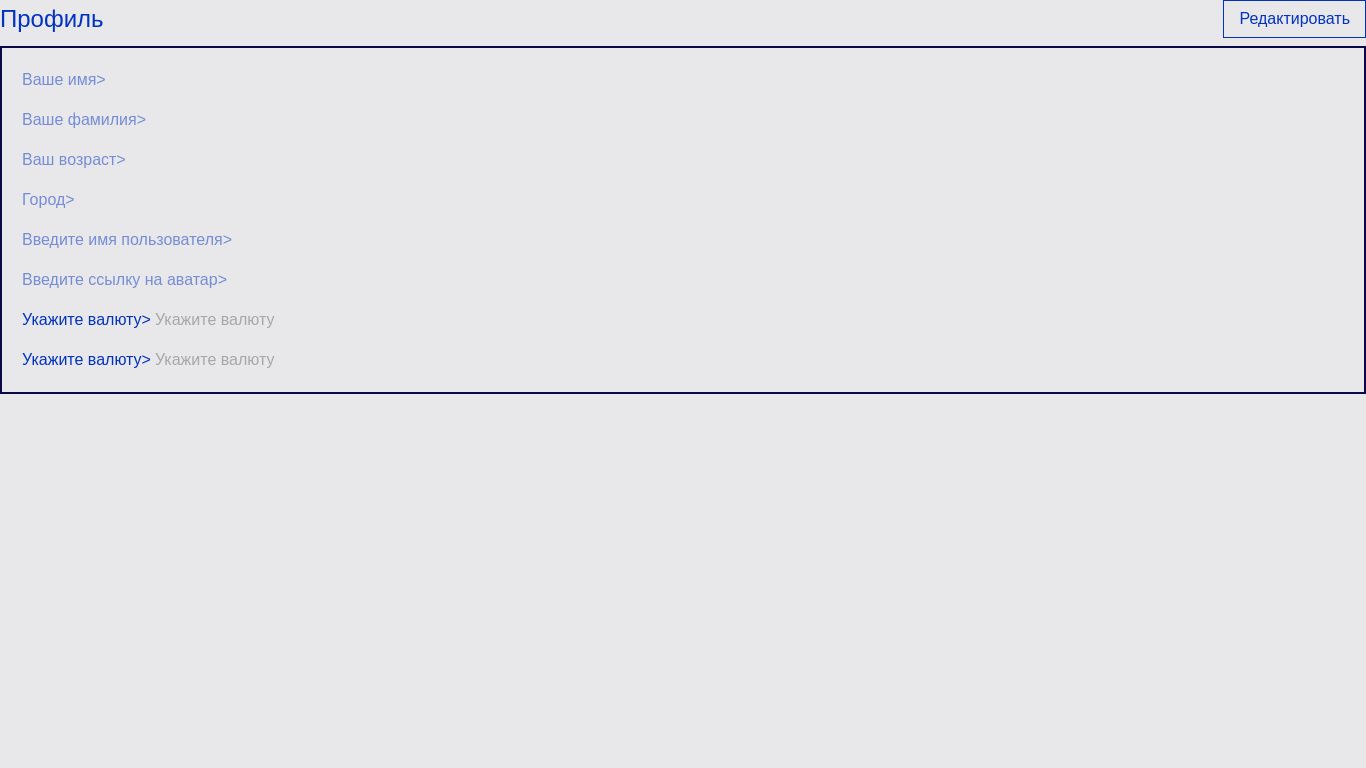 Профиль
Редактировать
Ваше имя>
Ваше фамилия>
Ваш возраст>
Город>
Введите имя пользователя>
Введите ссылку на аватар>
Укажите валюту> Укажите валюту
Укажите валюту> Укажите валюту